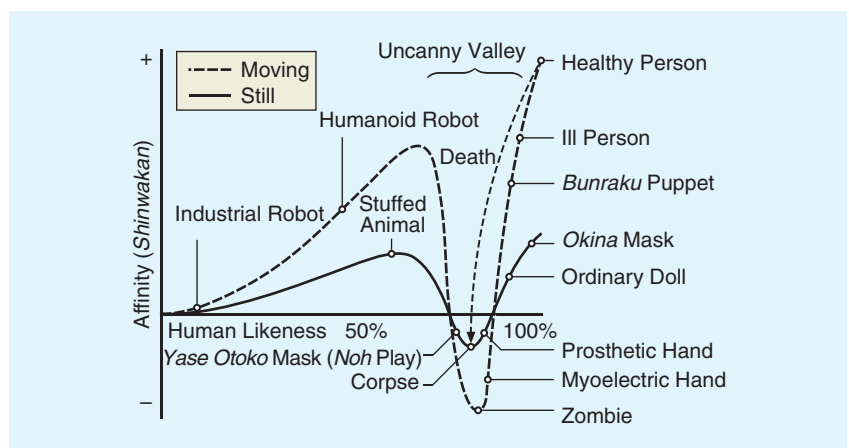 +
Uncanny Valley
Healthy Person
Moving
Still
Humanoid Robot
Ill Person
Death
Bunraku Puppet
Stuffed
Animal
Industrial Robot
Okina Mask
Ordinary Doll
Affinity (Shinwakan)
Human Likeness 50% 100%
Yase Otoko Mask (Noh Play)
Prosthetic Hand
Corpse
Myoelectric Hand
–
Zombie